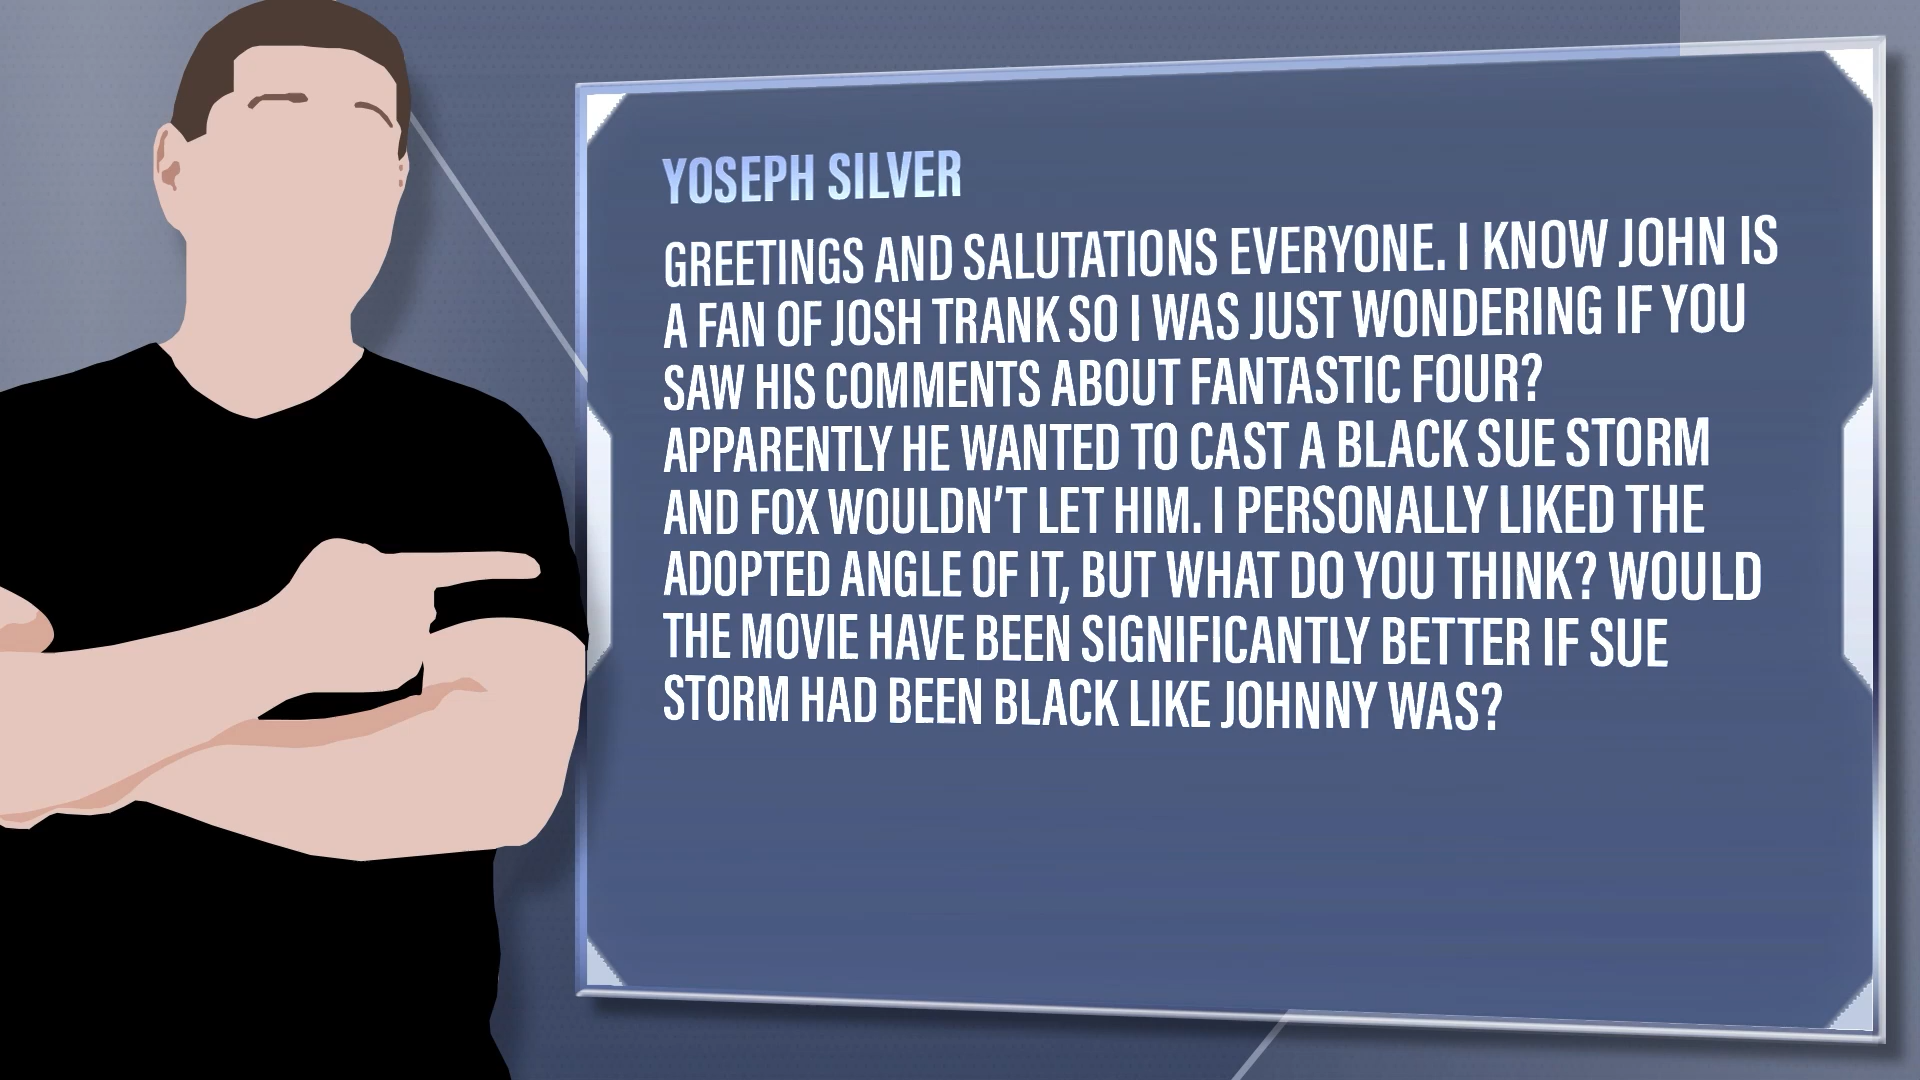 YOSEPH SILVER
GREETINGS AND SALUTATIONS EVERYONE. I KNOW JOHN IS
A FAN OF JOSH TRANK SO I WAS JUST WONDERING IF YOU
SAW HIS COMMENTS ABOUT FANTASTIC FOUR?
APPARENTLY HE WANTED TO CAST A BLACK SUE STORM
AND FOX WOULDN'T LET HIM. I PERSONALLY LIKED THE
ADOPTED ANGLE OF IT, BUT WHAT DO YOU THINK? WOULD
THE MOVIE HAVE BEEN SIGNIFICANTLY BETTER IF SUE
STORM HAD BEEN BLACK LIKE JOHNNY WAS?